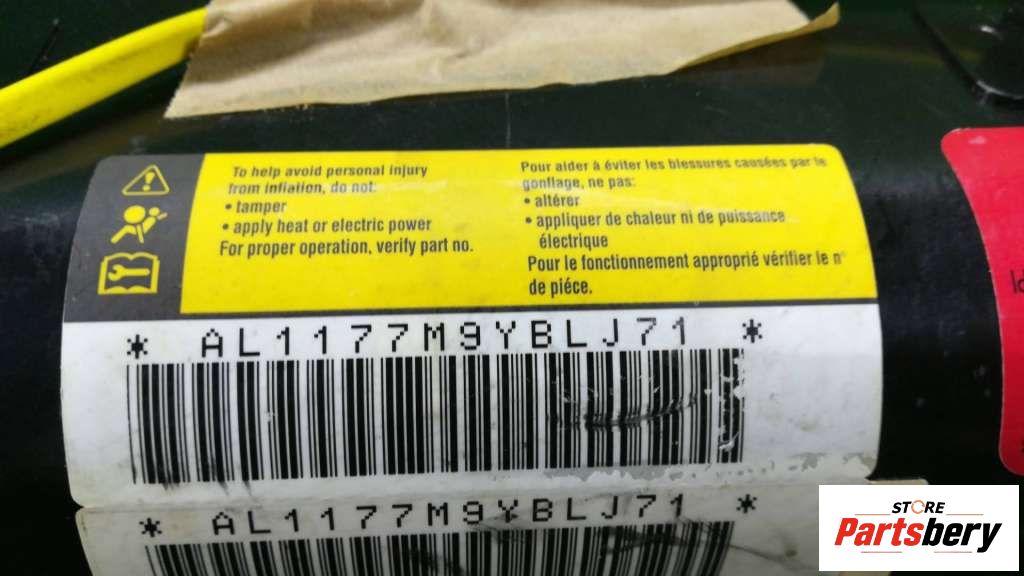 To help avoid personal injury
from inflation, do not:
• tamper
• apply heat or electric power
For proper operation, verify part no.
Pour aider à éviter les blessures causées par le
gonflage, ne pas:
• altérer
• appliquer de chaleur ni de puissance
électrique
Pour le fonctionnement approprié vérifier le n°
de piéce.
* AL1177M9YBLJ71 *
* AL1177M9YBLJ71 *
STORE
Partsbery